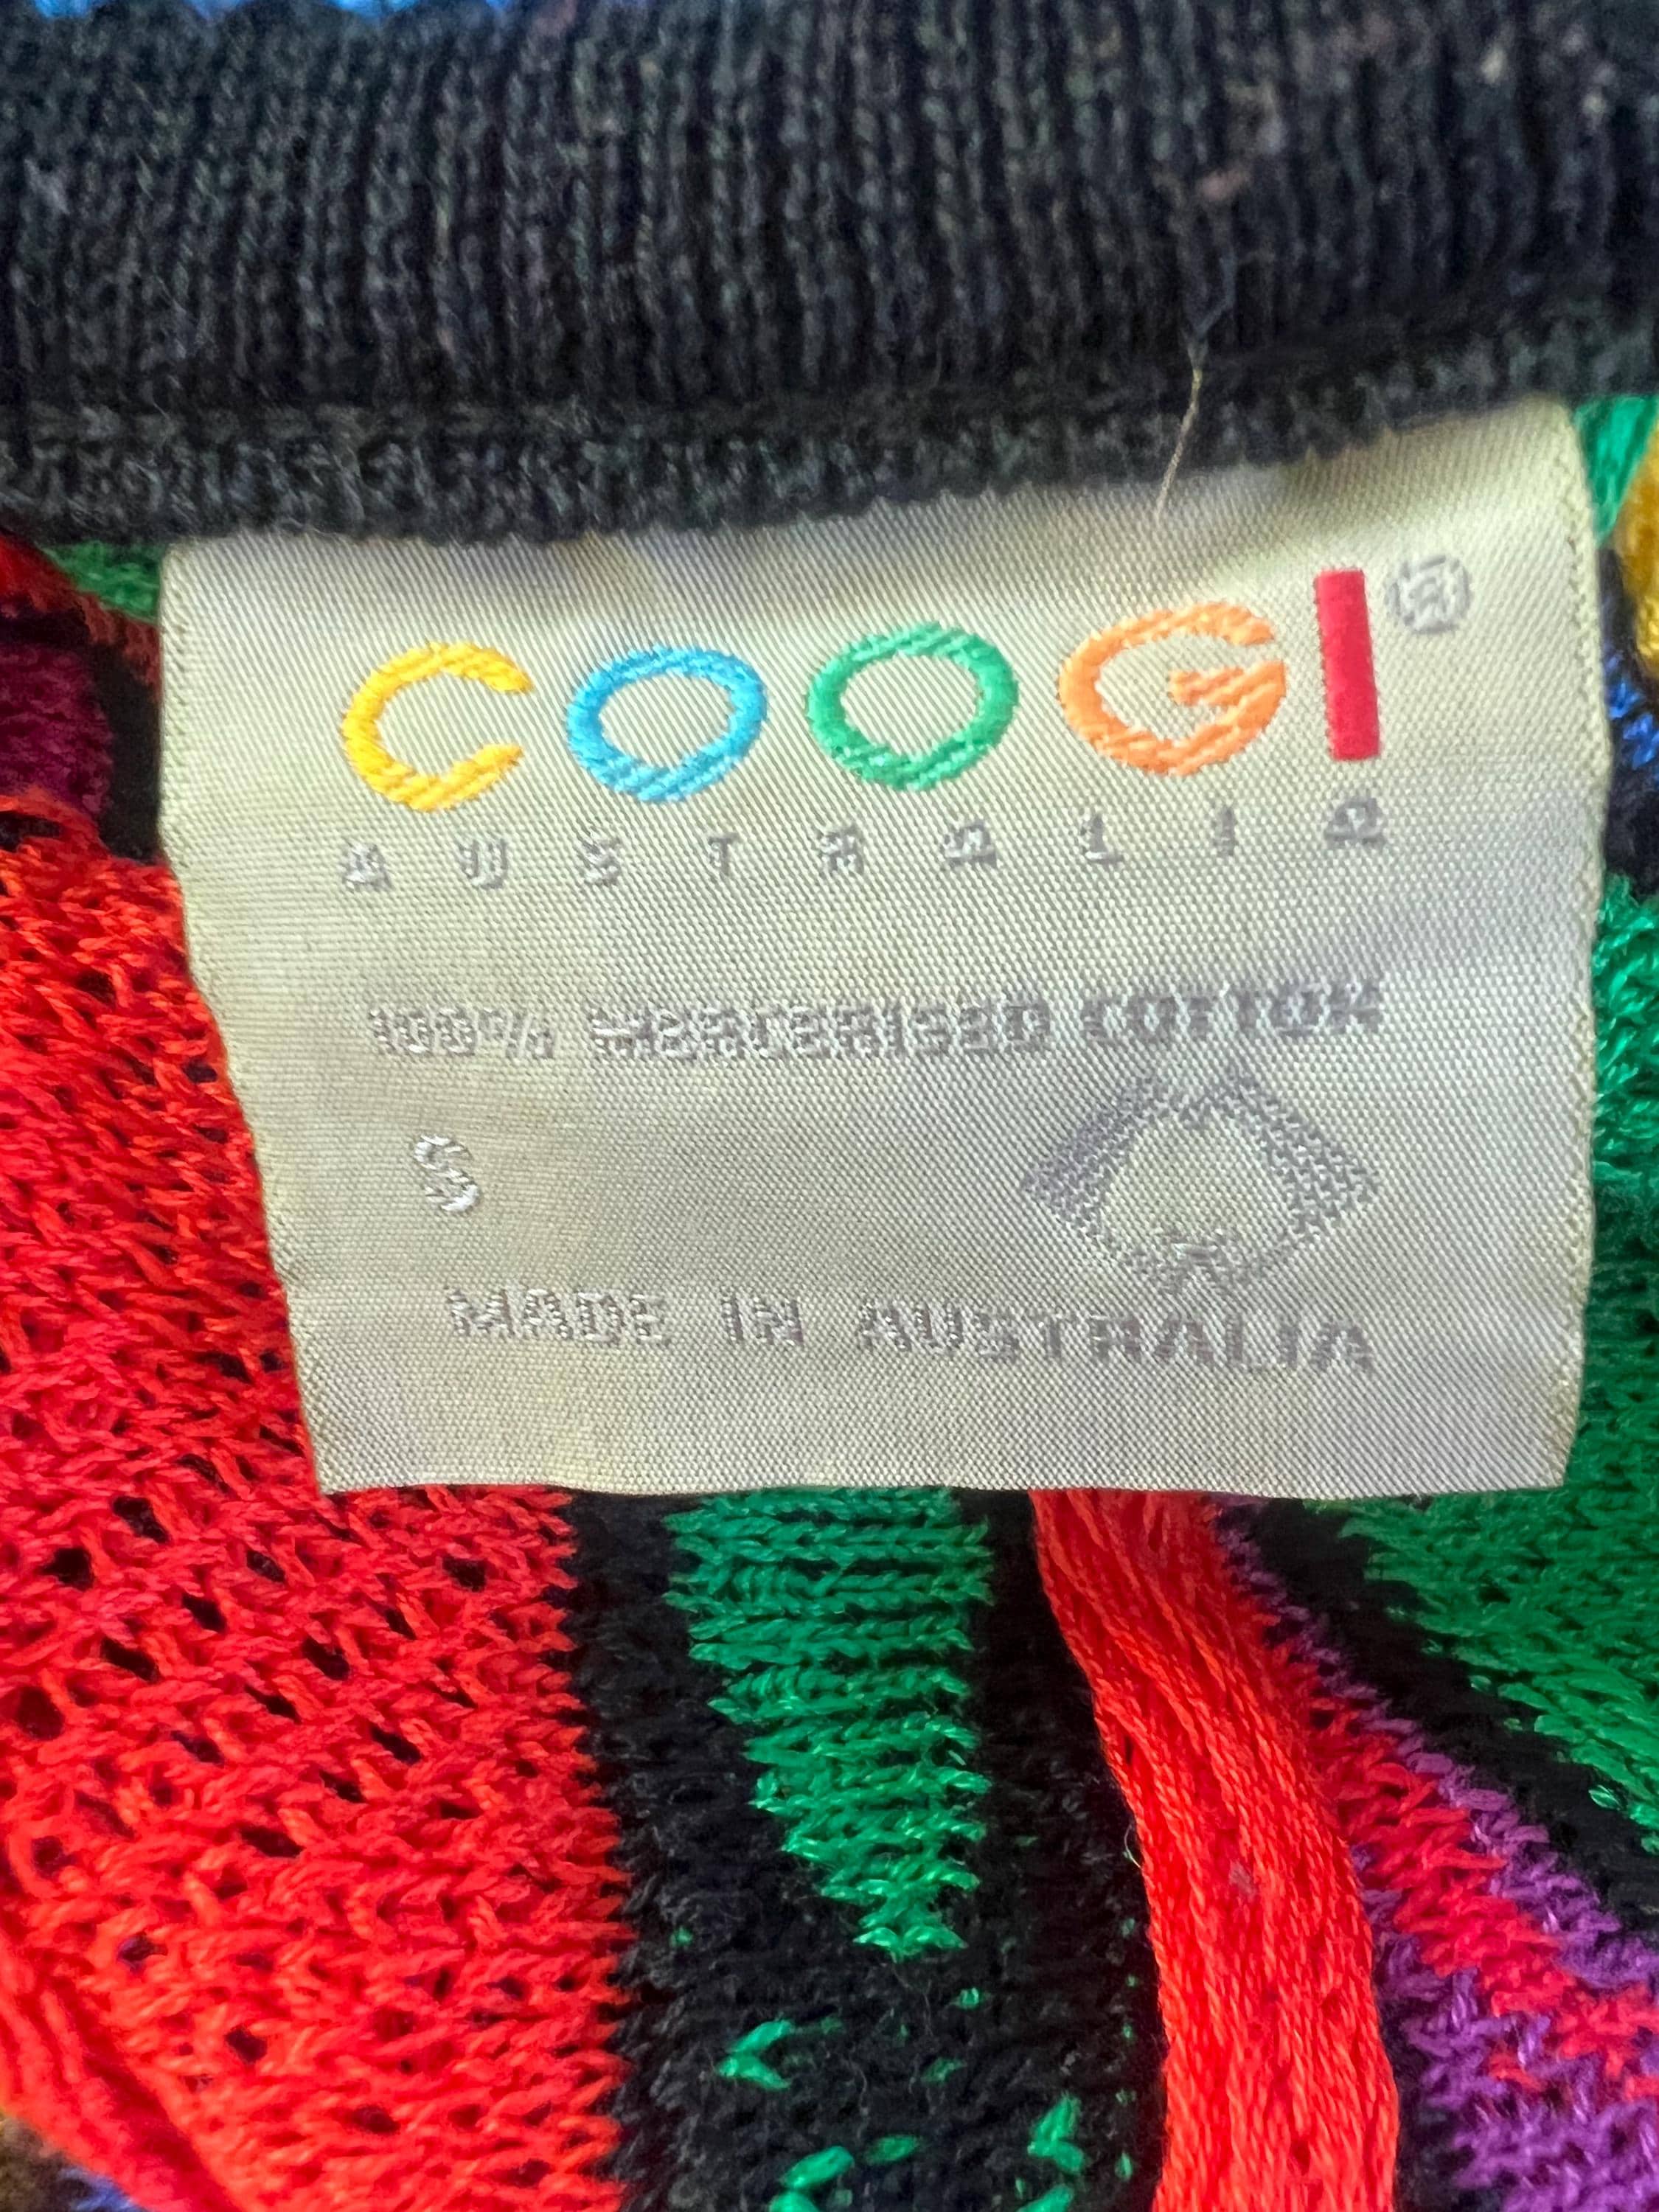 COOGI®
AUSTRALIA
100% MERCERISED COTTON
S
MADE IN AUSTRALIA